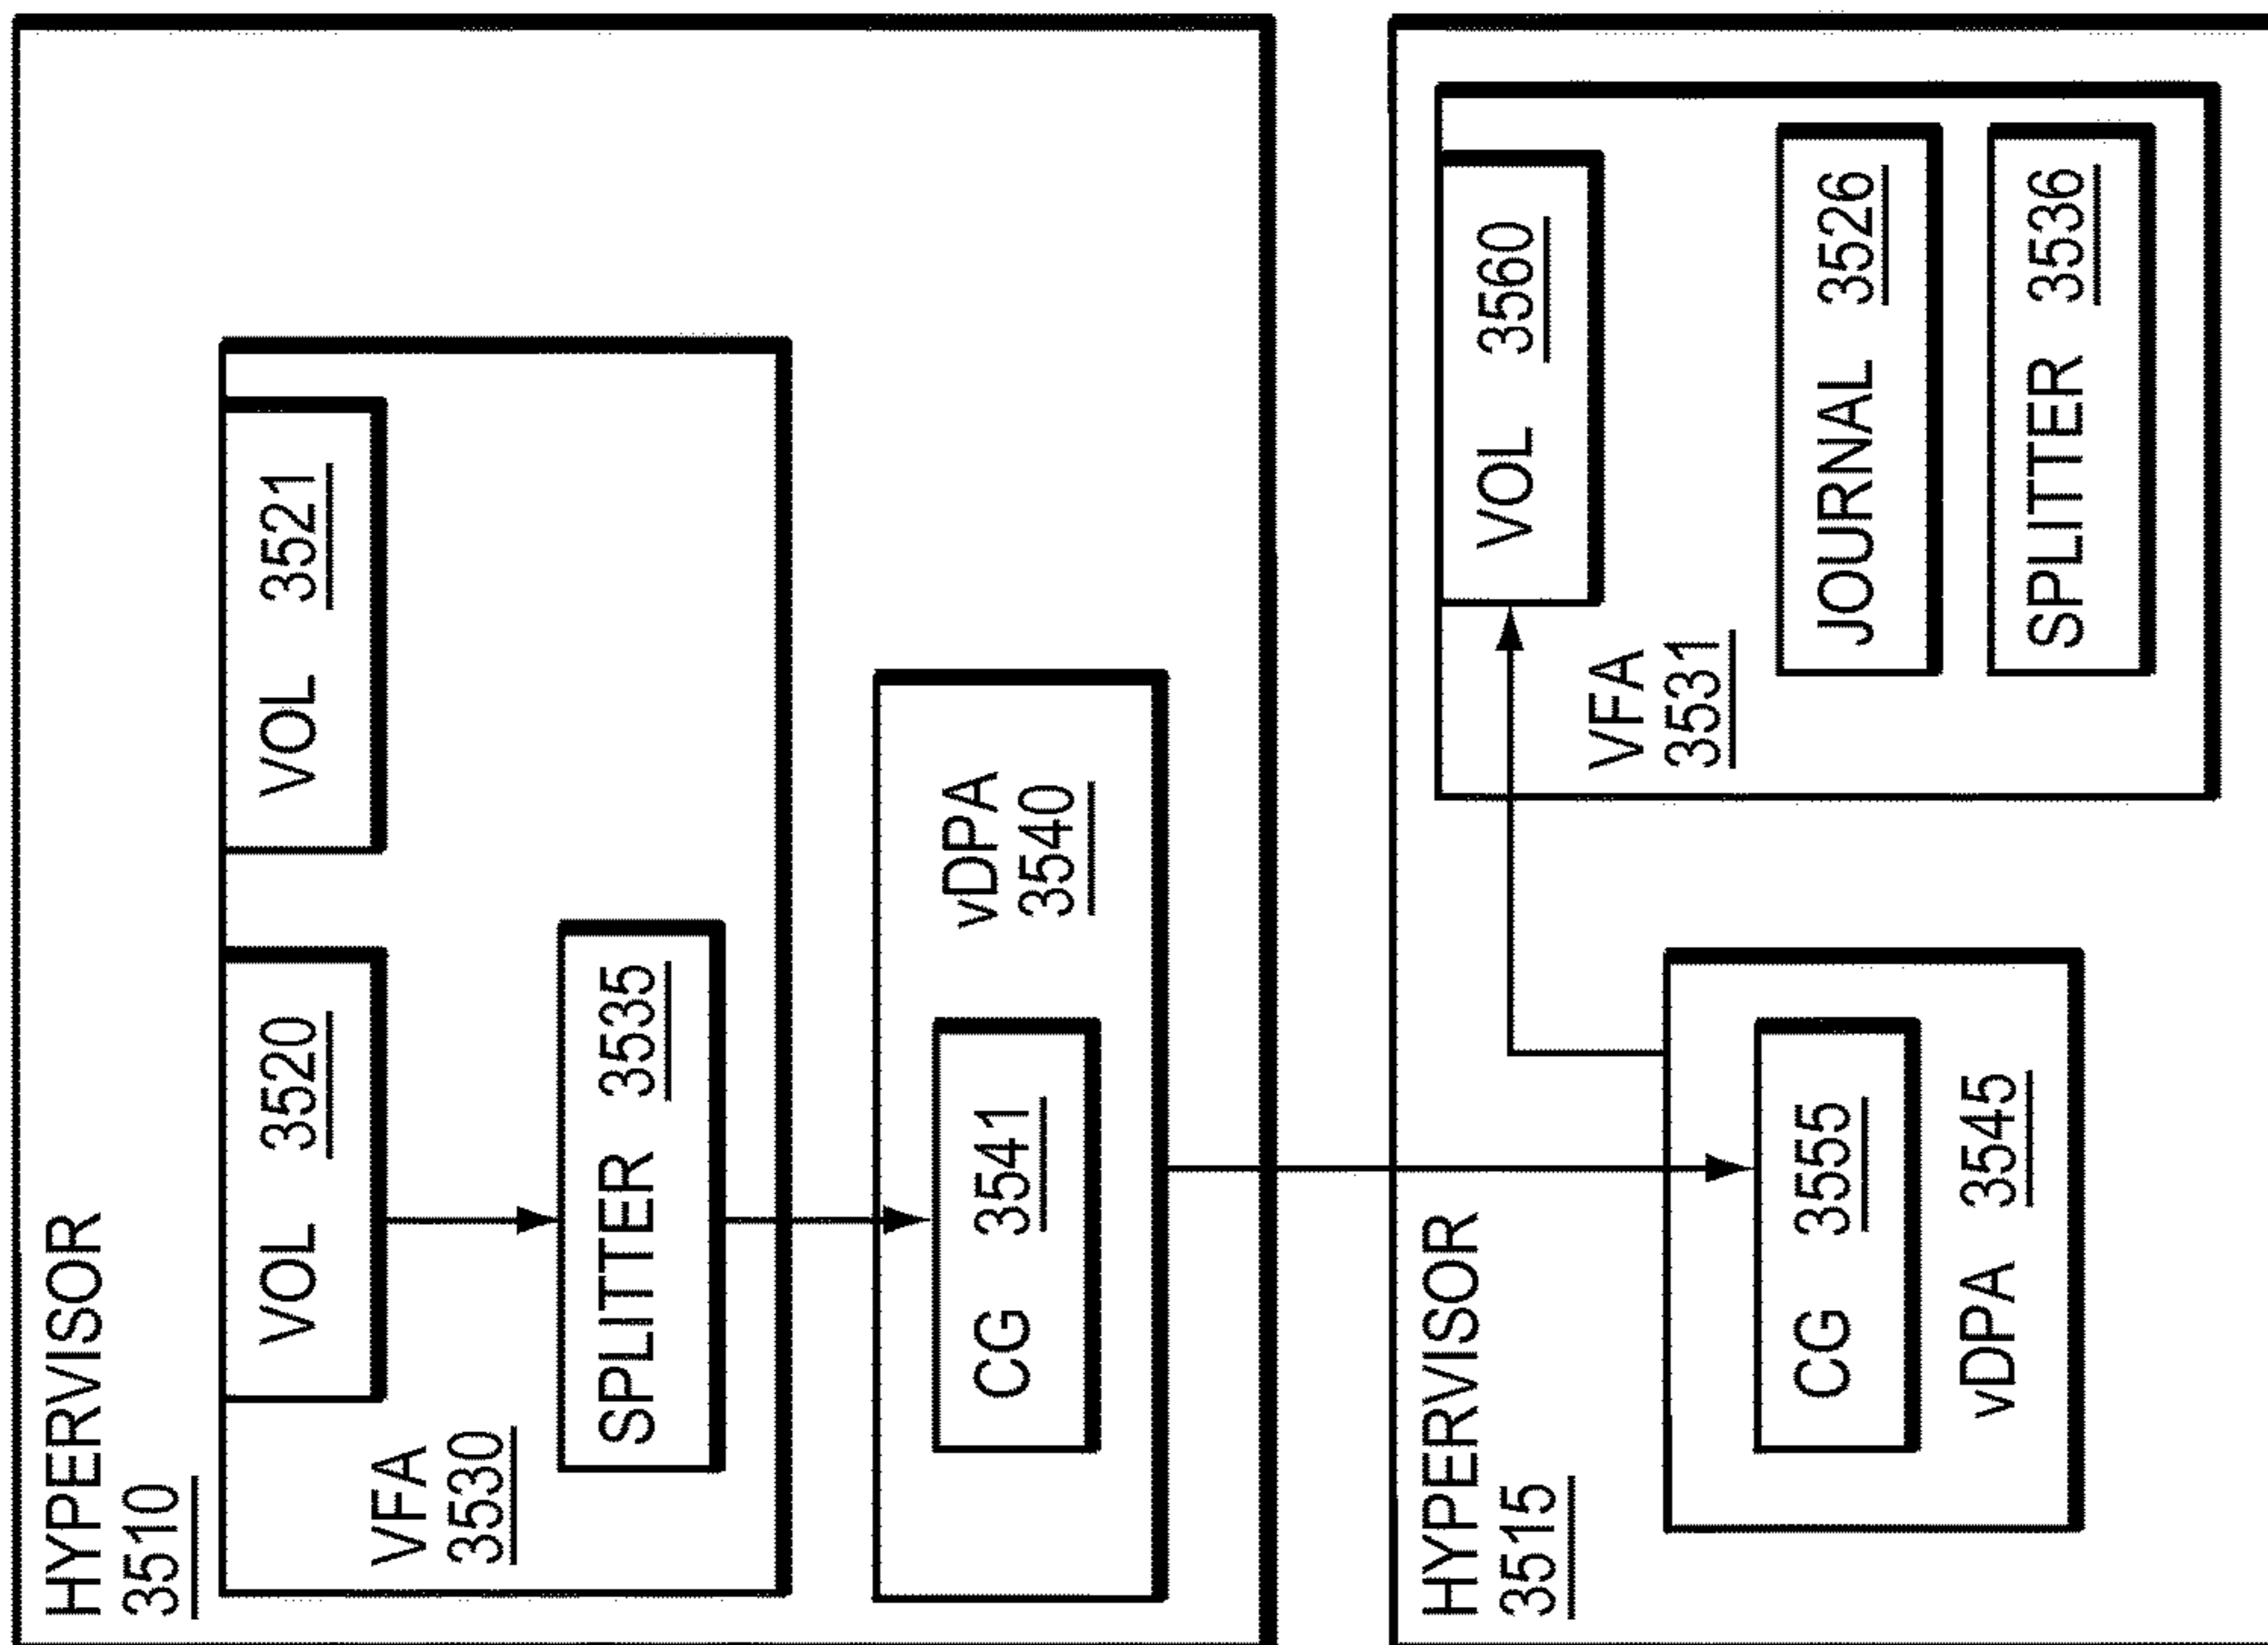 HYPERVISOR
3510
VOL 3520
VOL 3521
VFA
3530
SPLITTER 3535
CG 3541
vDPA
3540
HYPERVISOR
3515
CG 3555
vDPA 3545
VOL 3560
VFA
3531
JOURNAL 3526
SPLITTER 3536